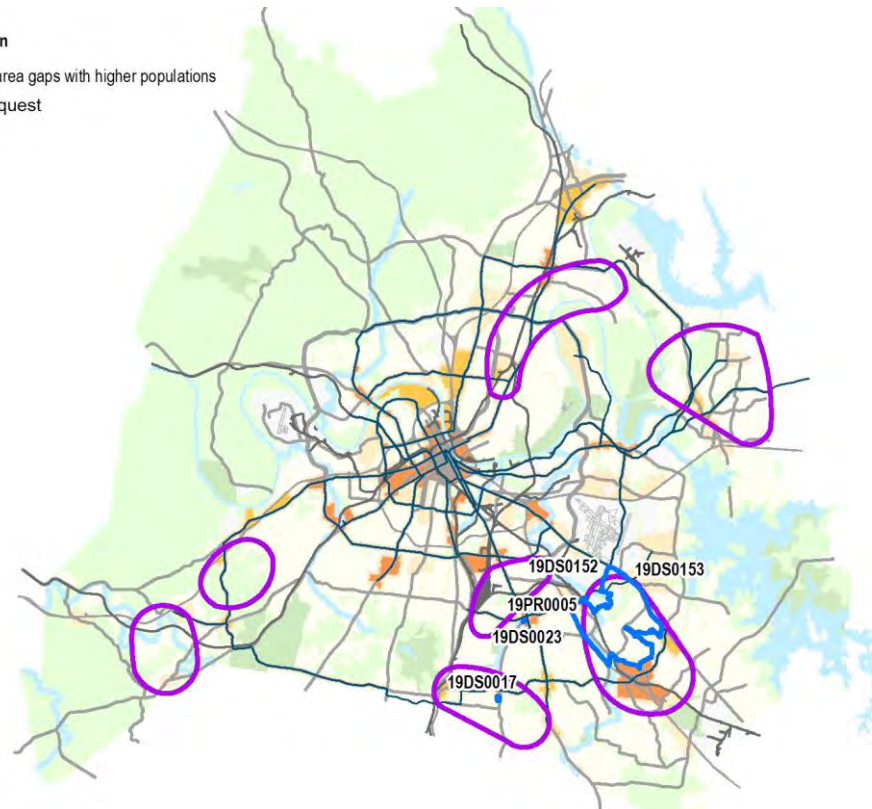 n
area gaps with higher populations
quest
19DS0152
19DS0153
19PR0005
19DS0023
19DS0017